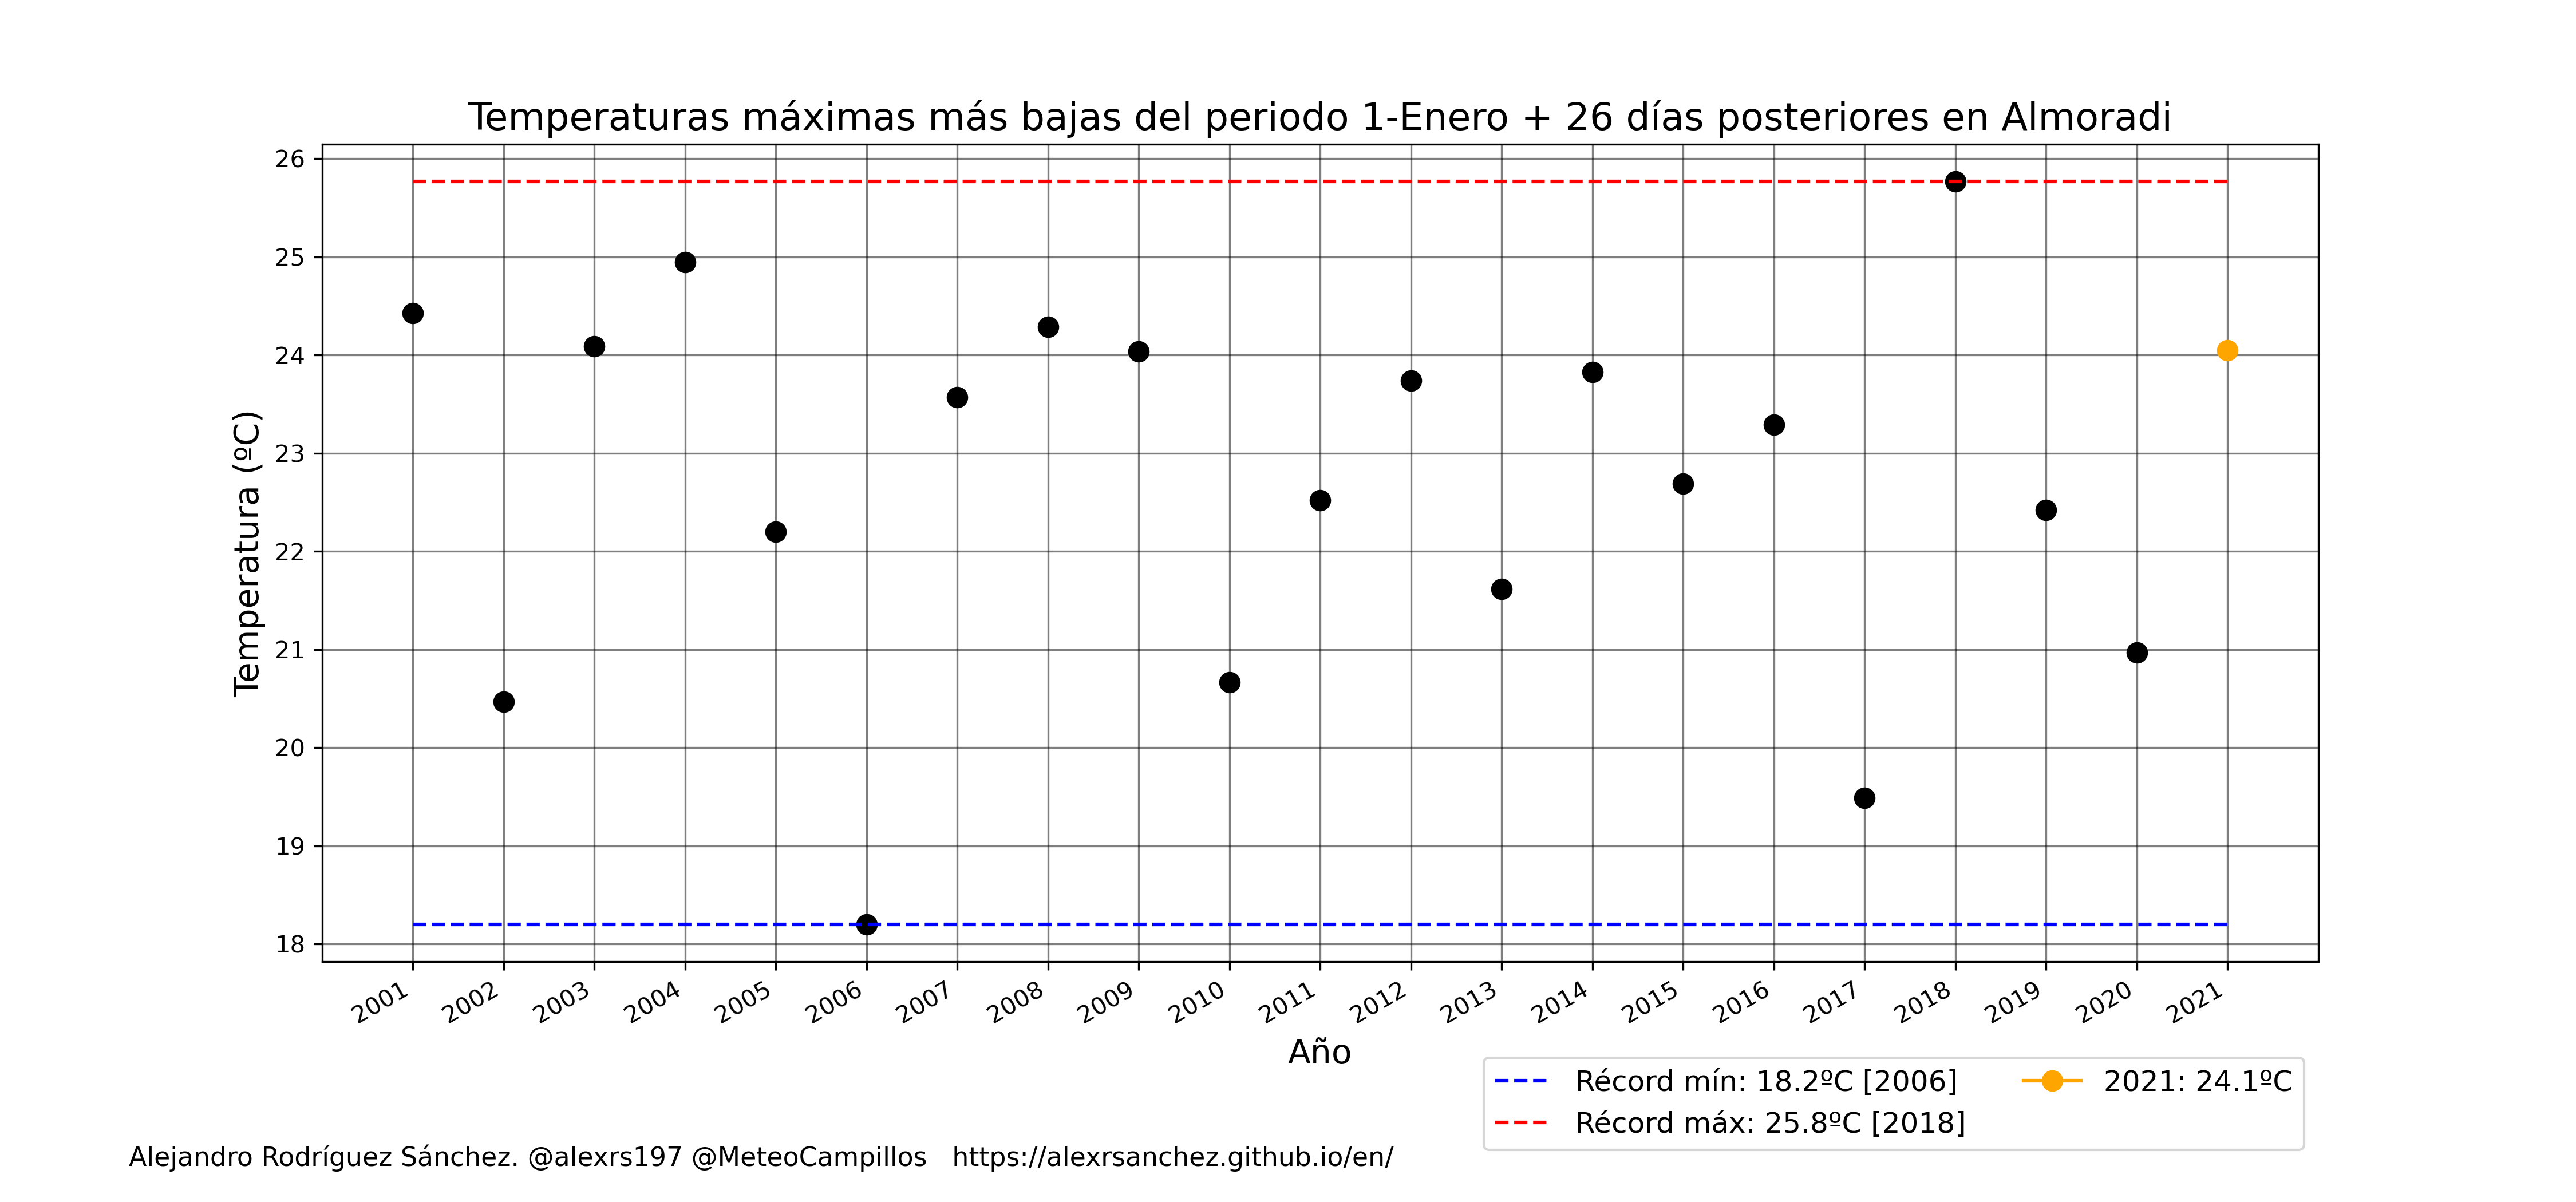 Temperaturas máximas más bajas del periodo 1-Enero + 26 días posteriores en Almoradi
Temperatura (ºC)
26
25
24
23
22
21
20
19
18
2001 2002 2003 2004 2005 2006 2007 2008 2009 2010 2011 2012 2013 2014 2015 2016 2017 2018 2019 2020 2021
Año
Récord mín: 18.2ºC [2006]
Récord máx: 25.8ºC [2018]
2021: 24.1ºC
Alejandro Rodríguez Sánchez. @alexrs197 @MeteoCampillos https://alexrsanchez.github.io/en/